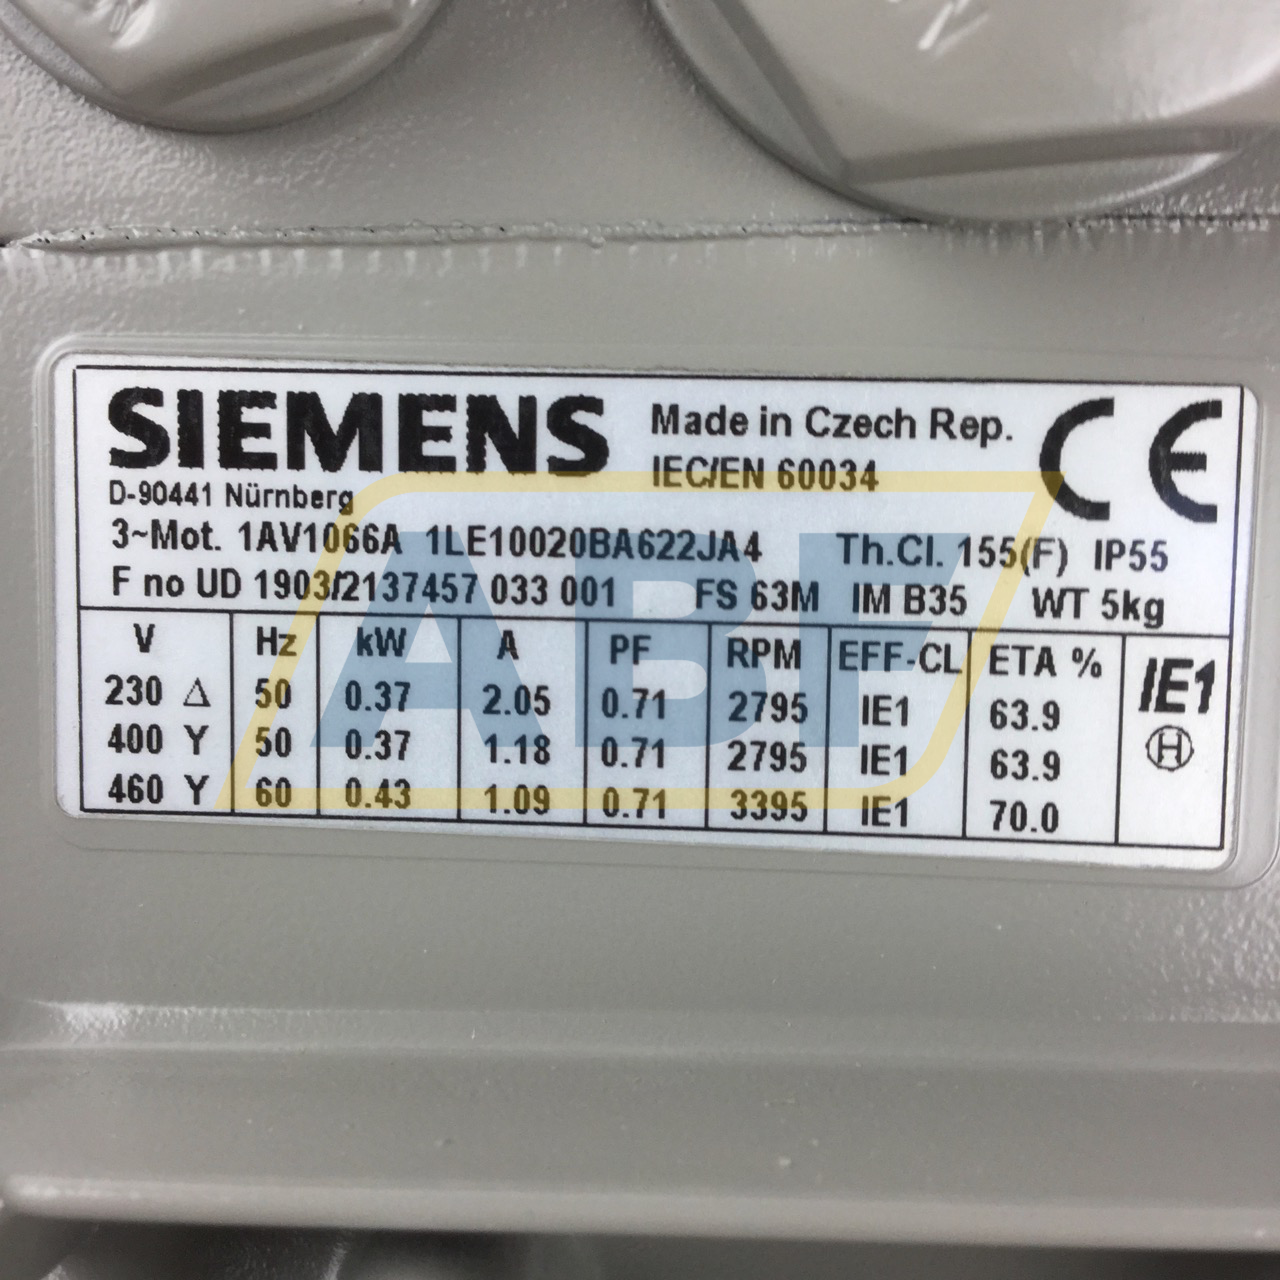 SIEMENS
Made in Czech Rep.
CE
IEC/EN 60034
D-90441 Nürnberg
3~Mot. 1AV1066A 1LE10020BA622JA4 Th.Cl. 155(F) IP55
F no UD 1903/2137457 033 001 FS 63M IM B35 WT 5kg
V Hz kW A PF RPM EFF-CL ETA %
230 Δ 50 0.37 2.05 0.71 2795 IE1 63.9
400 Y 50 0.37 1.18 0.71 2795 IE1 63.9
460 Y 60 0.43 1.09 0.71 3395 IE1 70.0
IE1
H
ABF